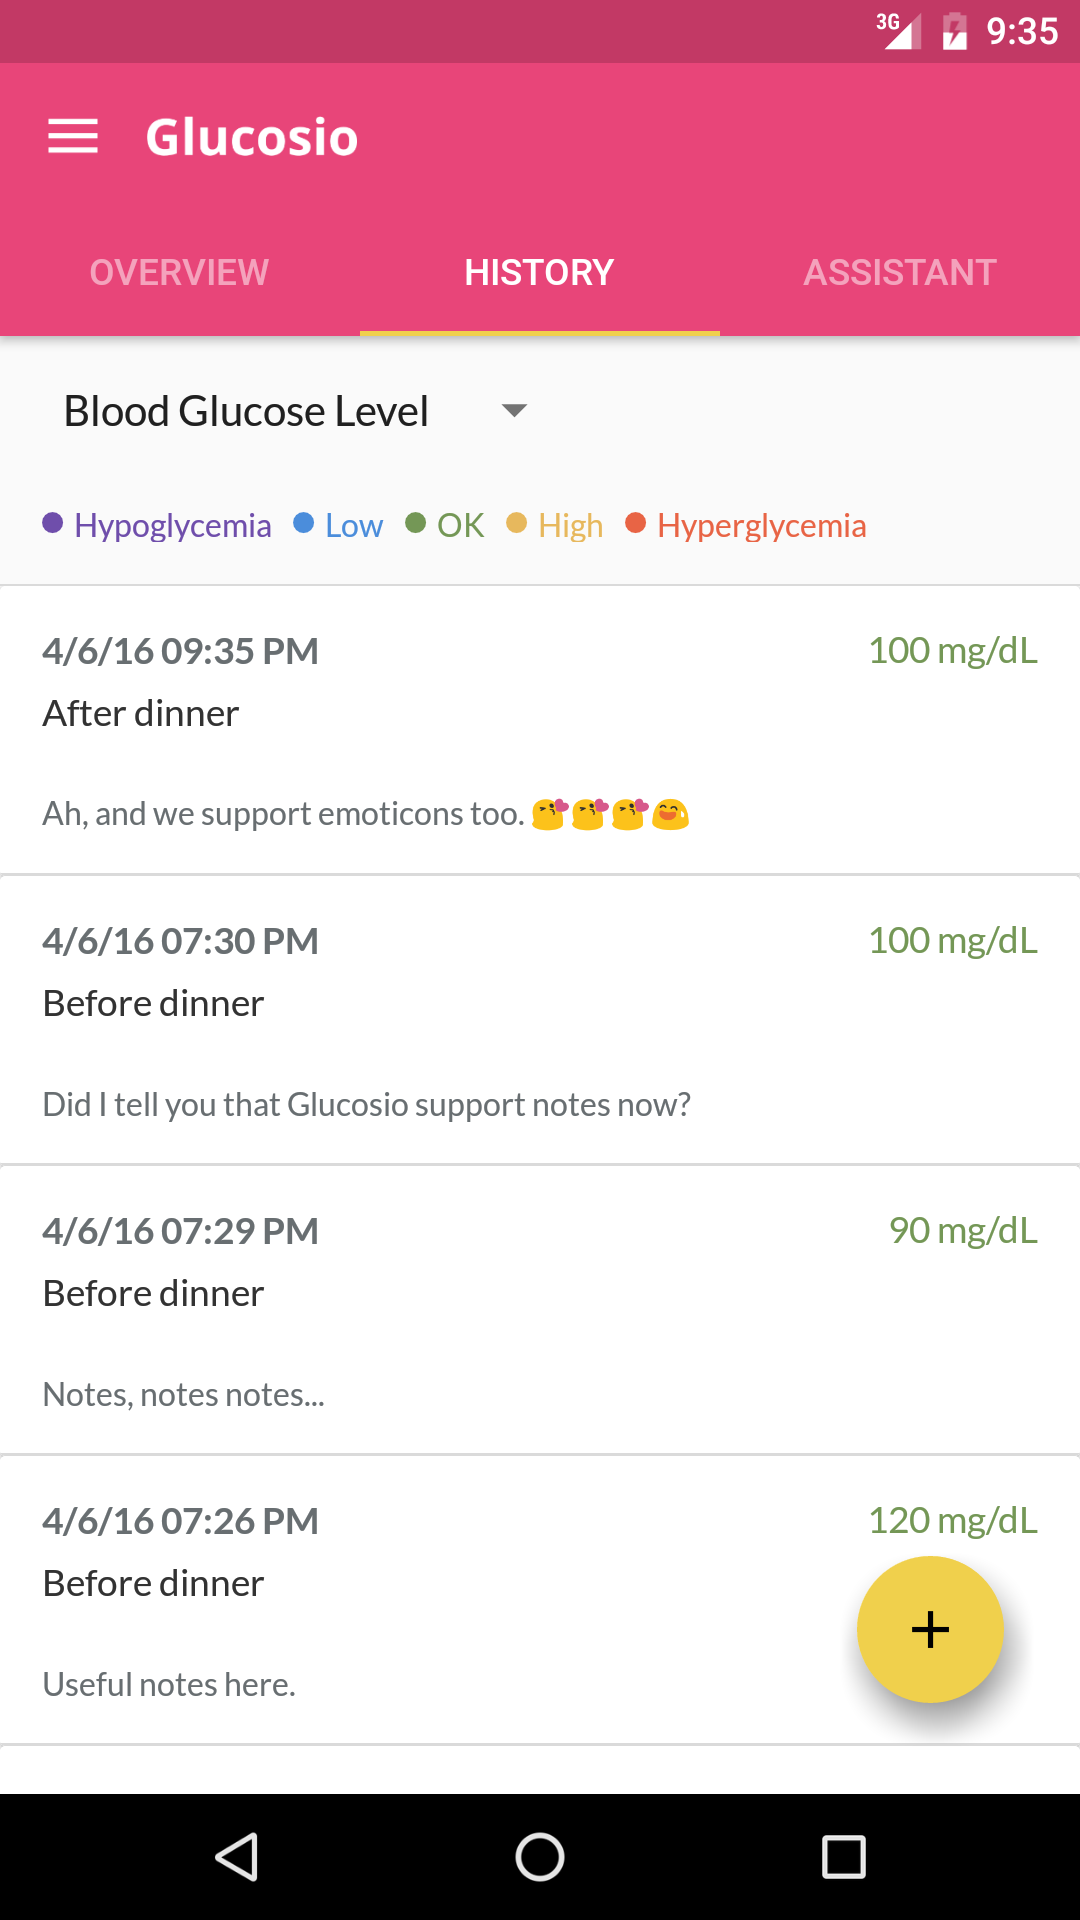 3G 9:35
Glucosio
OVERVIEW HISTORY ASSISTANT
Blood Glucose Level
Hypoglycemia Low OK High Hyperglycemia
4/6/16 09:35 PM 100 mg/dL
After dinner
Ah, and we support emoticons too. 😘😘😘😅
4/6/16 07:30 PM 100 mg/dL
Before dinner
Did I tell you that Glucosio support notes now?
4/6/16 07:29 PM 90 mg/dL
Before dinner
Notes, notes notes...
4/6/16 07:26 PM 120 mg/dL
Before dinner
+
Useful notes here.